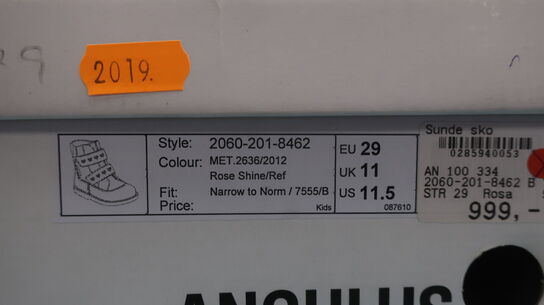 2019.
Style: 2060-201-8462
Colour: MET.2636/2012
Rose Shine/Ref
Fit: Narrow to Norm / 7555/B
Price:
Kids
EU 29
UK 11
US 11.5
087610
Sunde sko
0285940053
AN 100 334
2060-201-8462 B
STR 29 Rosa
999,-
ANGULUS